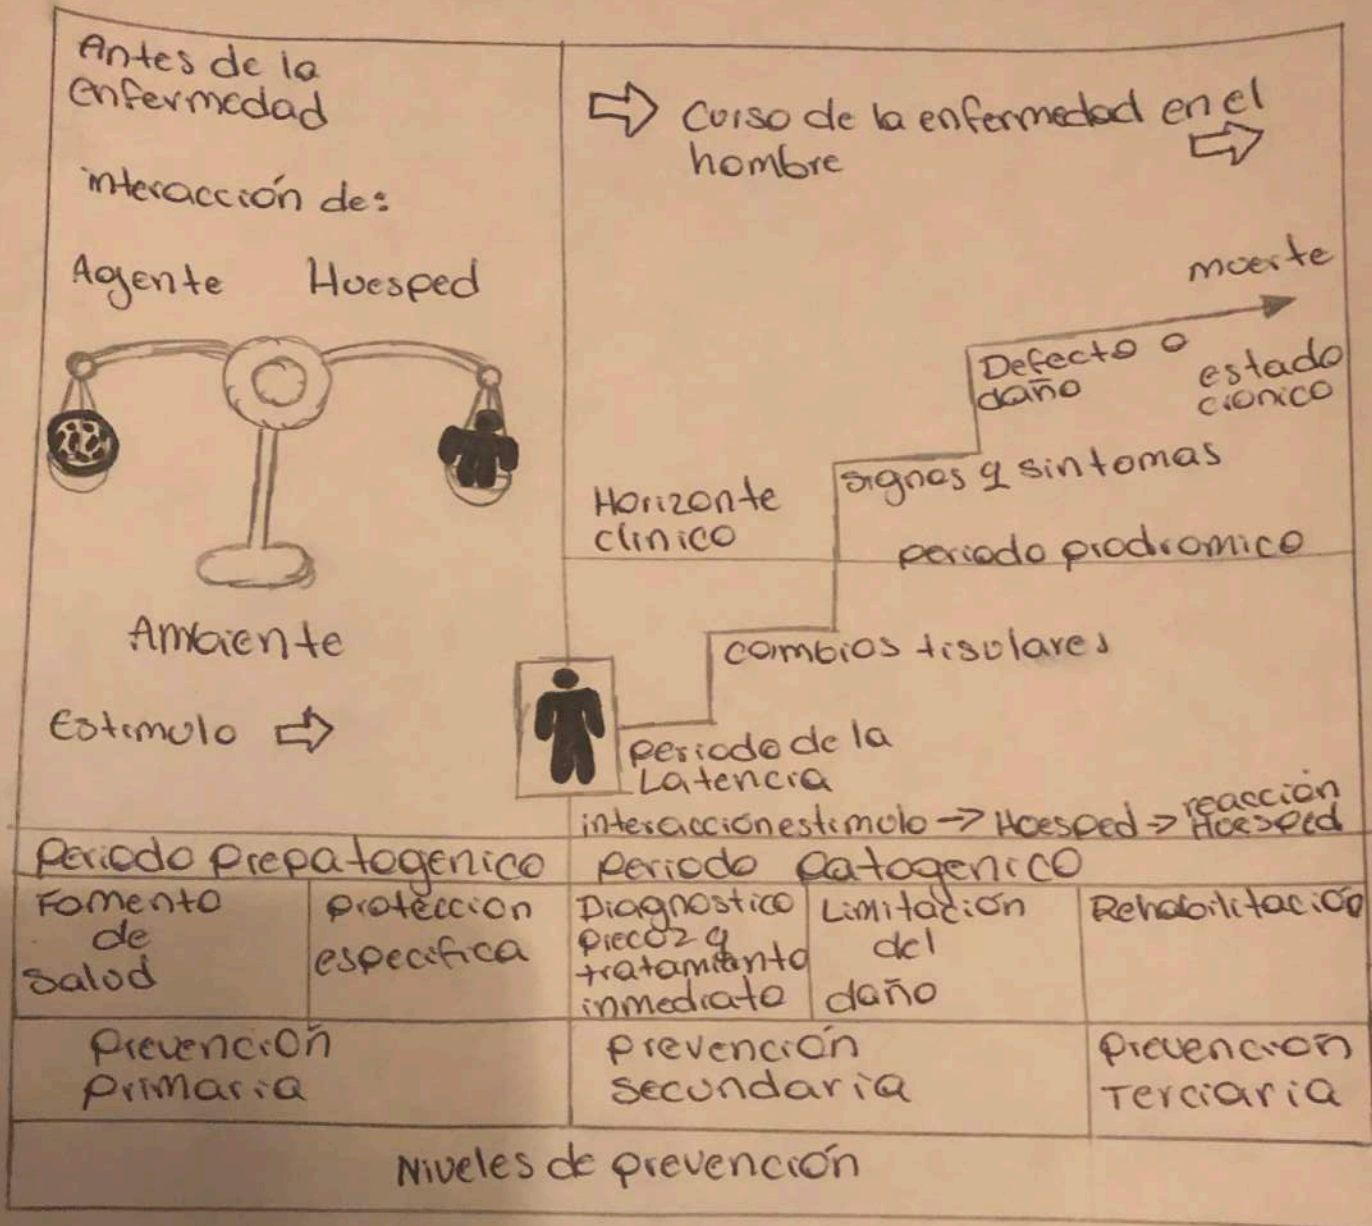 Antes de la
enfermedad
interacción de:
Agente Huesped
Ambiente
Estimulo
Curso de la enfermedad en el
hombre
muerte
Defecto o
daño
estado
cronico
signos y sintomas
Horizonte
clinico
periodo prodromico
cambios tisulares
periodo de la
Latencia
interacción estimulo → Huesped → reacción
Huesped
Periodo Prepatogenico
Periodo Patogenico
Fomento
de
Salud
protección
especifica
Diagnostico
precoz y
tratamiento
inmediato
Limitación
del
daño
Rehabilitación
Prevención
Primaria
Prevención
Secundaria
Prevención
Terciaria
Niveles de prevención